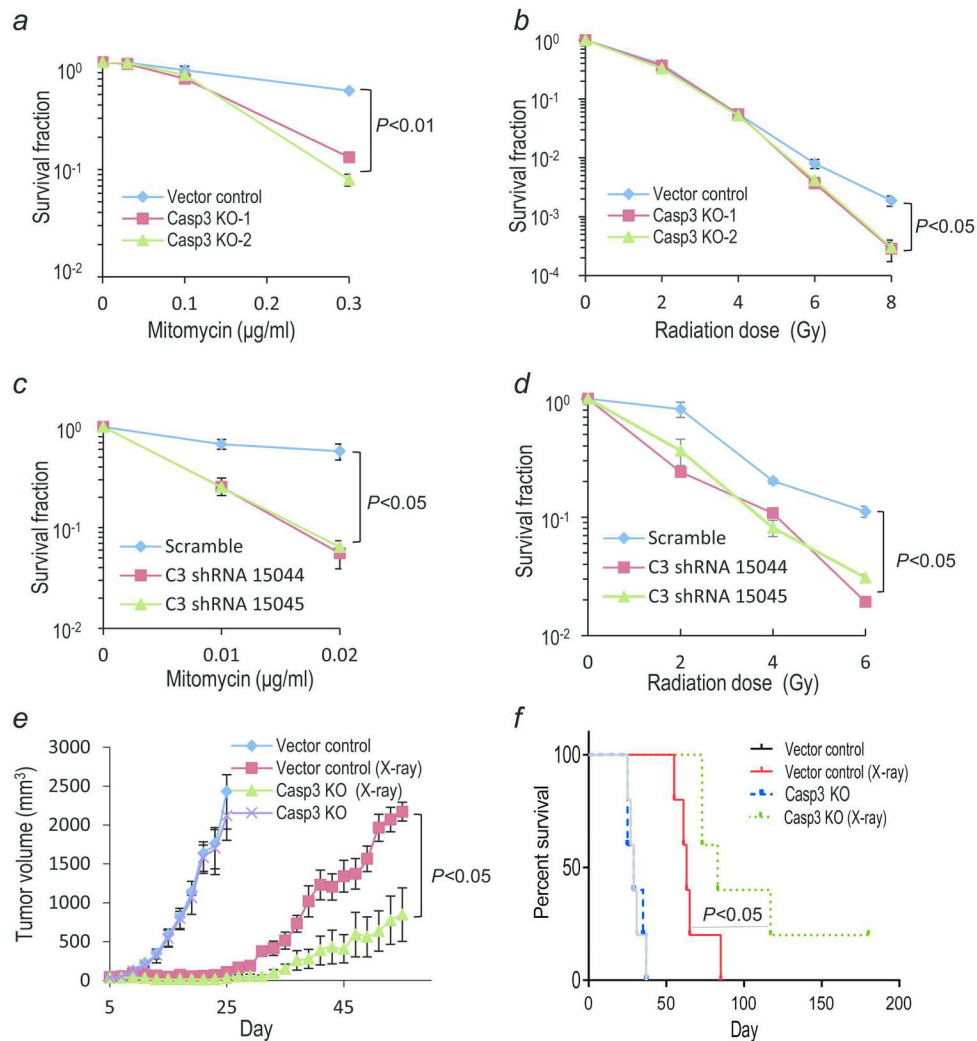 a
Survival fraction
10⁰
10⁻¹
10⁻²
0 0.1 0.2 0.3
Mitomycin (µg/ml)
Vector control
Casp3 KO-1
Casp3 KO-2
P<0.01
b
Survival fraction
10⁰
10⁻¹
10⁻²
10⁻³
10⁻⁴
0 2 4 6 8
Radiation dose (Gy)
Vector control
Casp3 KO-1
Casp3 KO-2
P<0.05
c
Survival fraction
10⁰
10⁻¹
10⁻²
0 0.01 0.02
Mitomycin (µg/ml)
Scramble
C3 shRNA 15044
C3 shRNA 15045
P<0.05
d
Survival fraction
10⁰
10⁻¹
10⁻²
0 2 4 6
Radiation dose (Gy)
Scramble
C3 shRNA 15044
C3 shRNA 15045
P<0.05
e
Tumor volume (mm³)
3000
2500
2000
1500
1000
500
0
5 25 45
Day
Vector control
Vector control (X-ray)
Casp3 KO (X-ray)
Casp3 KO
P<0.05
f
Percent survival
100
50
0
0 50 100 150 200
Day
Vector control
Vector control (X-ray)
Casp3 KO
Casp3 KO (X-ray)
P<0.05